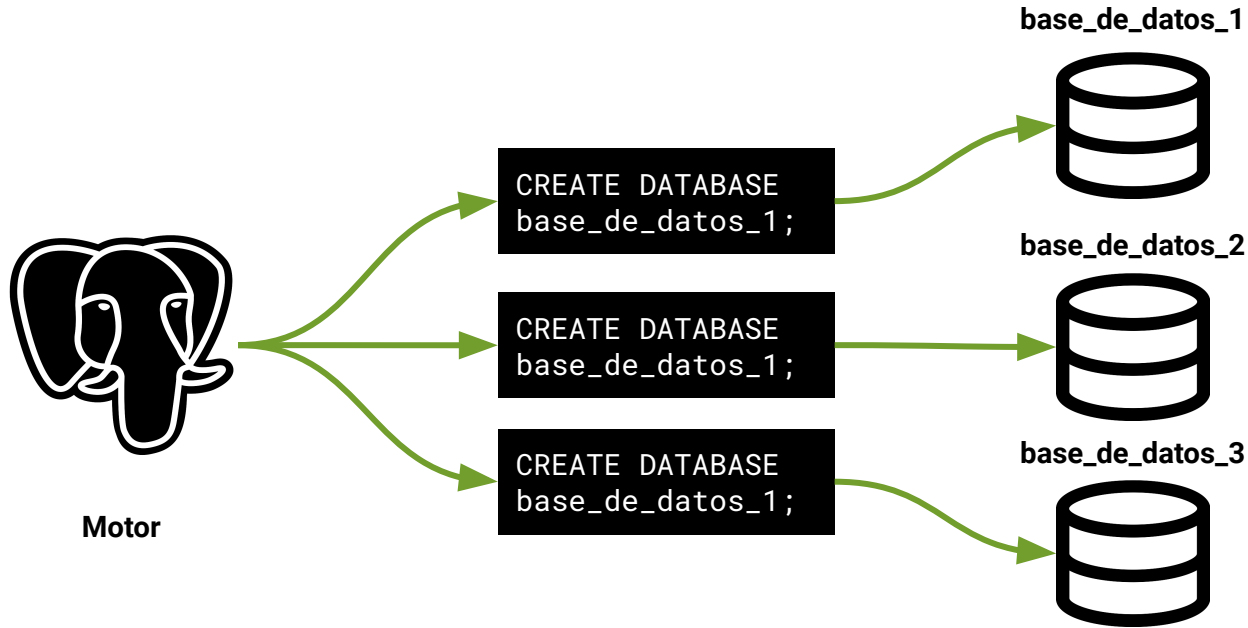 base_de_datos_1
CREATE DATABASE
base_de_datos_1;
base_de_datos_2
CREATE DATABASE
base_de_datos_1;
base_de_datos_3
CREATE DATABASE
base_de_datos_1;
Motor